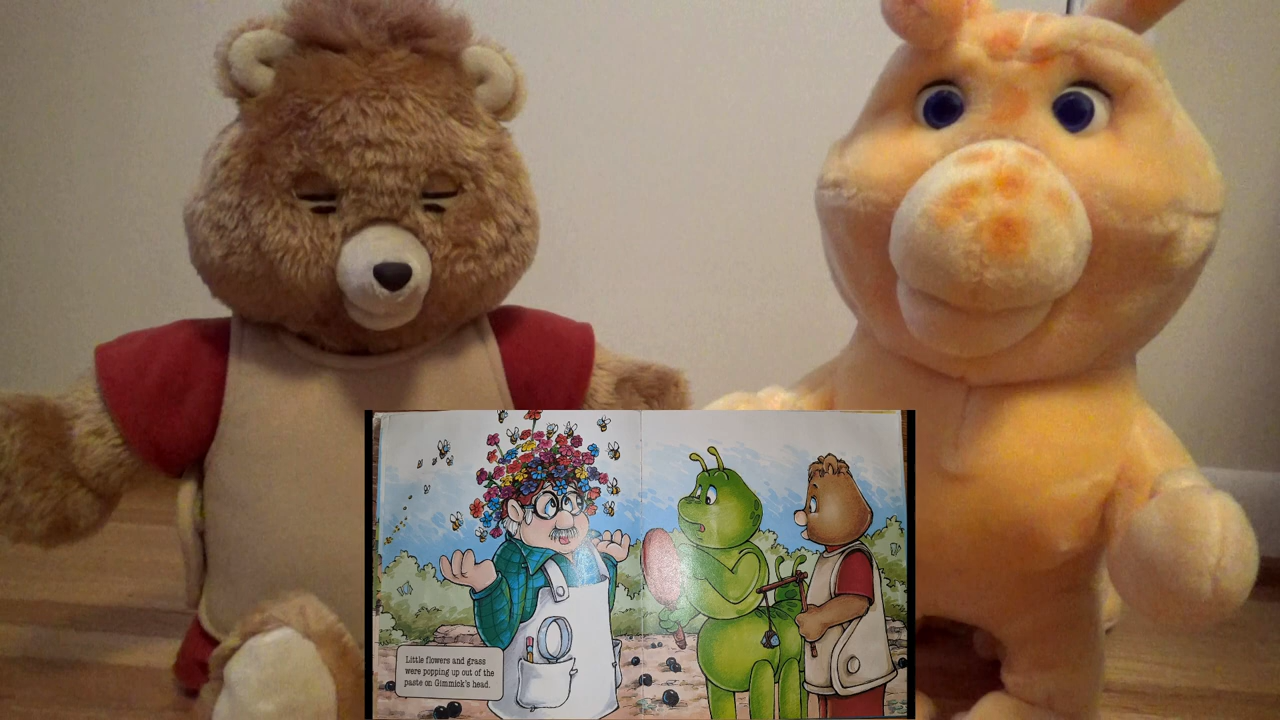 Little flowers and grass
were popping up out of the
paste on Gimmick's head.